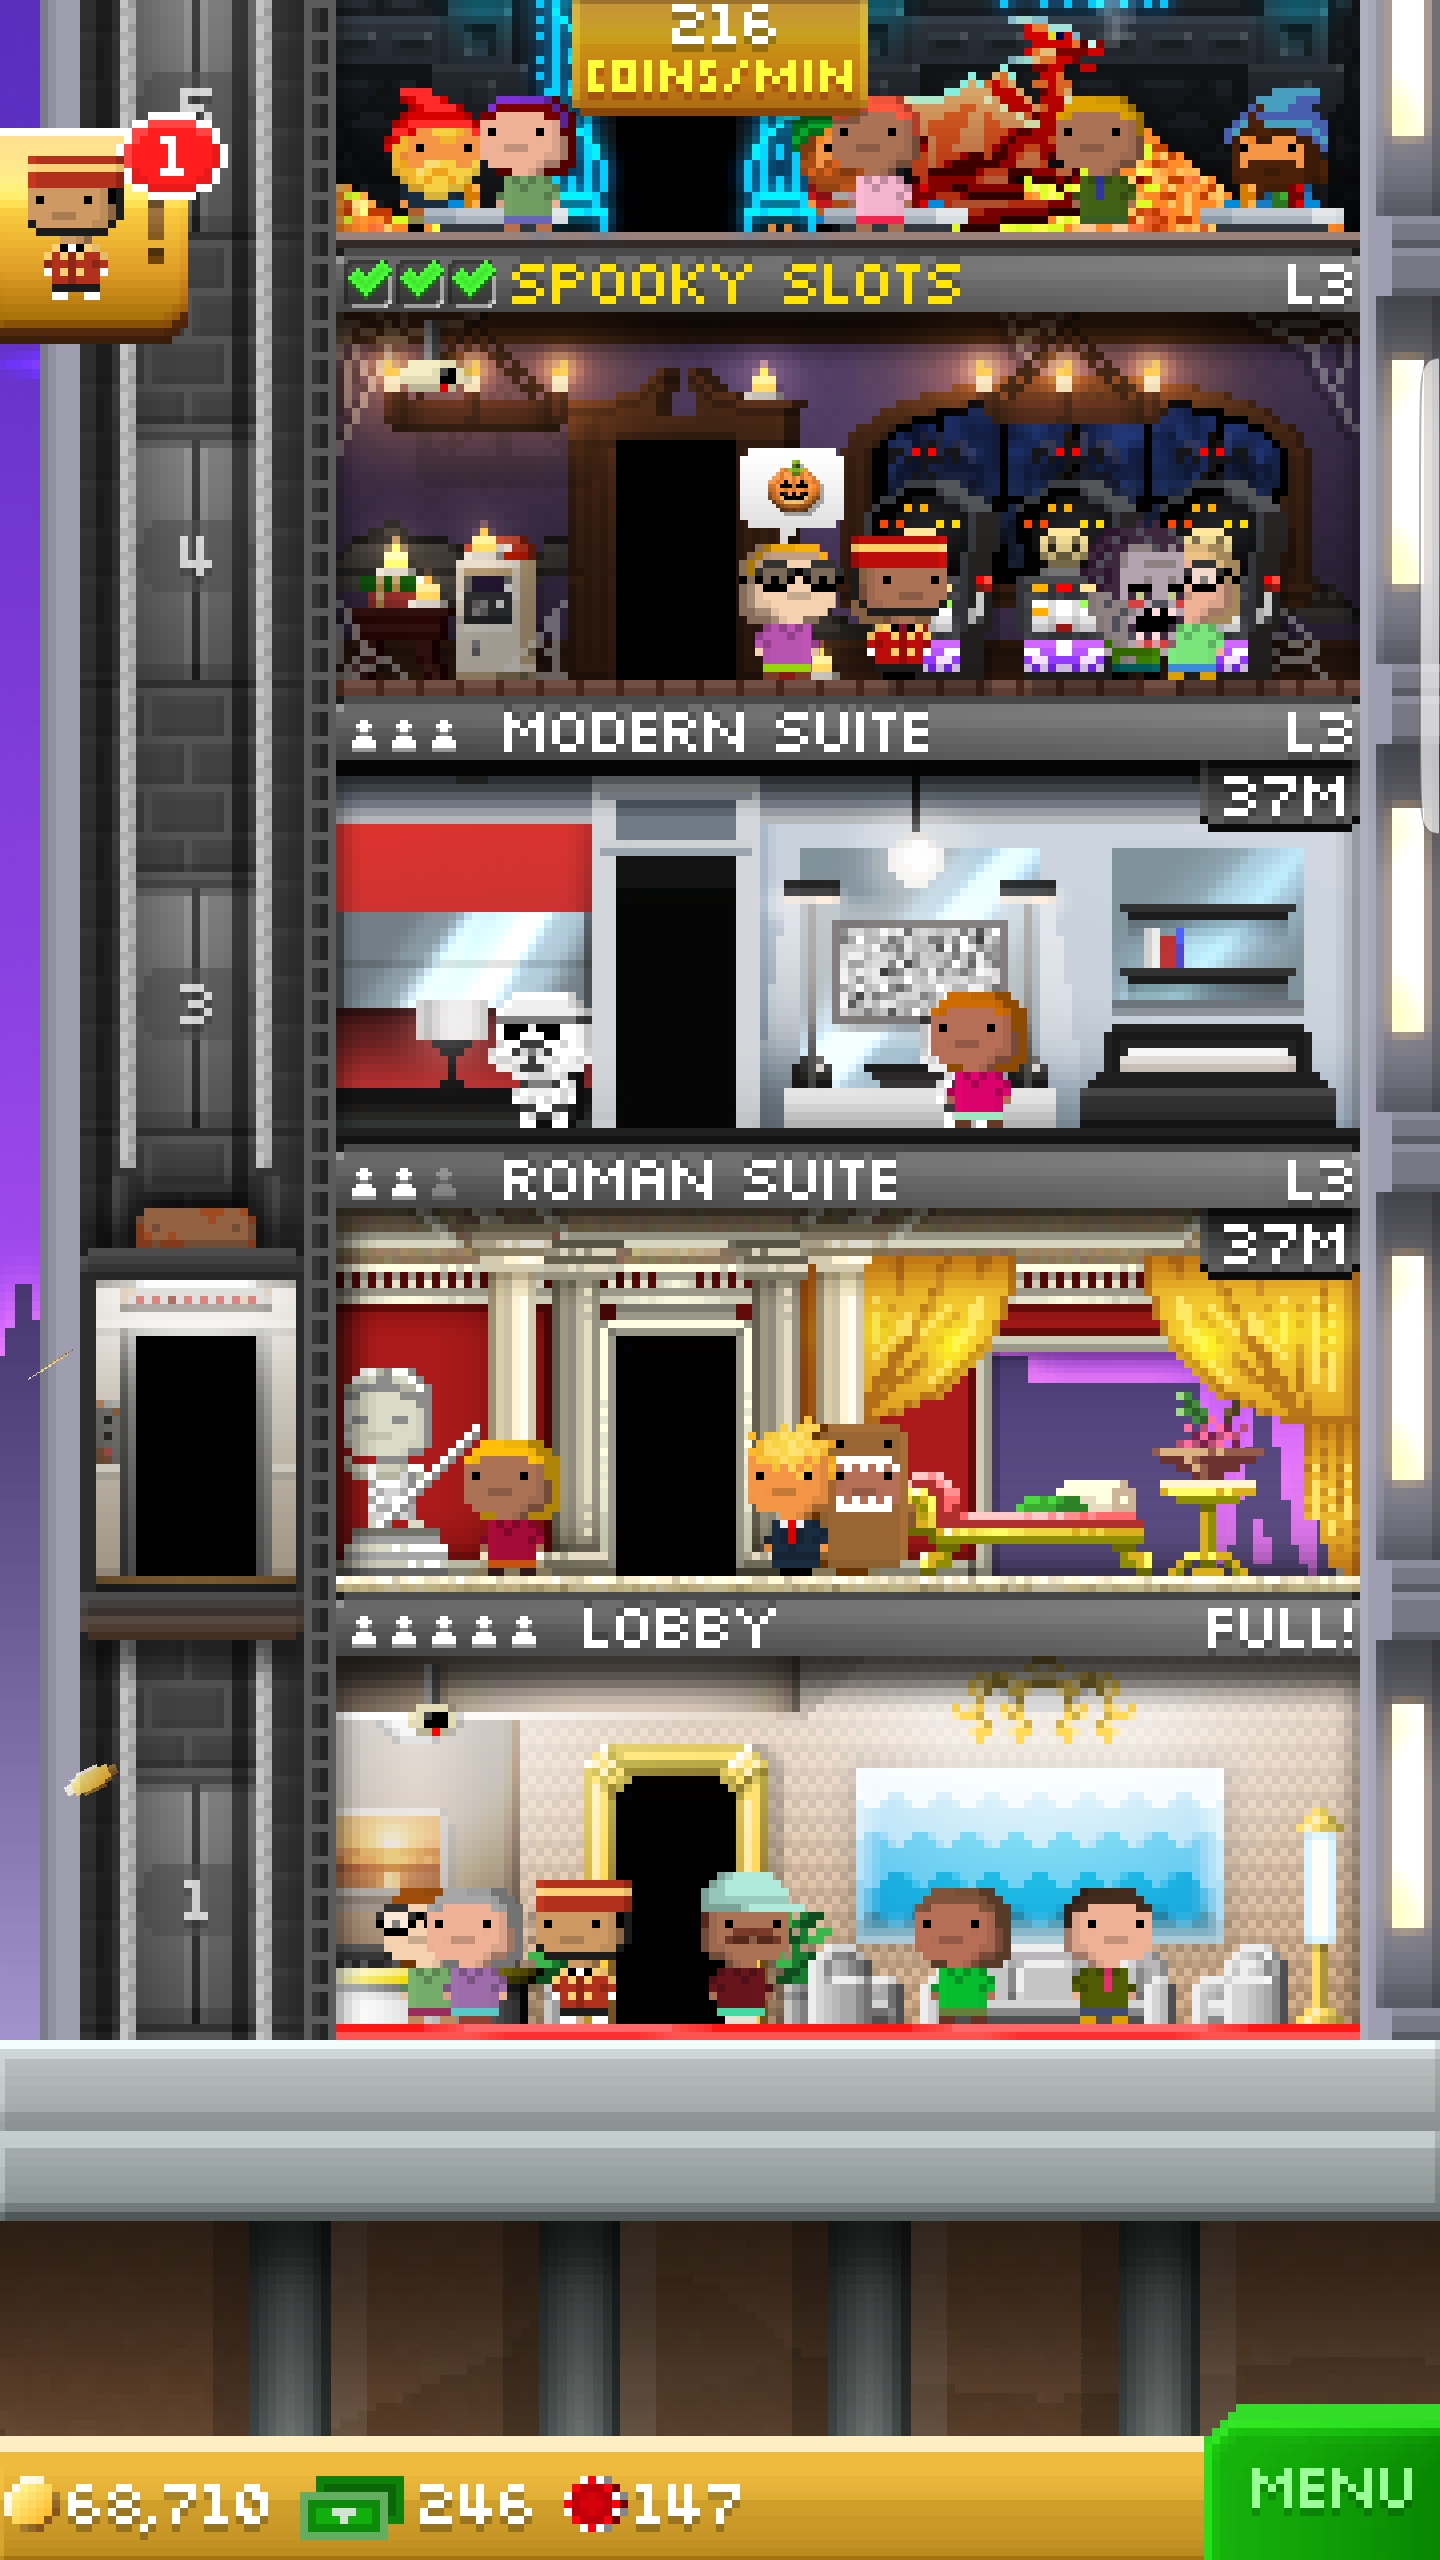 216
COINS/MIN
5
1
!
SPOOKY SLOTS L3
4
MODERN SUITE L3
37M
3
ROMAN SUITE L3
37M
LOBBY FULL!
1
68,710 246 147
MENU